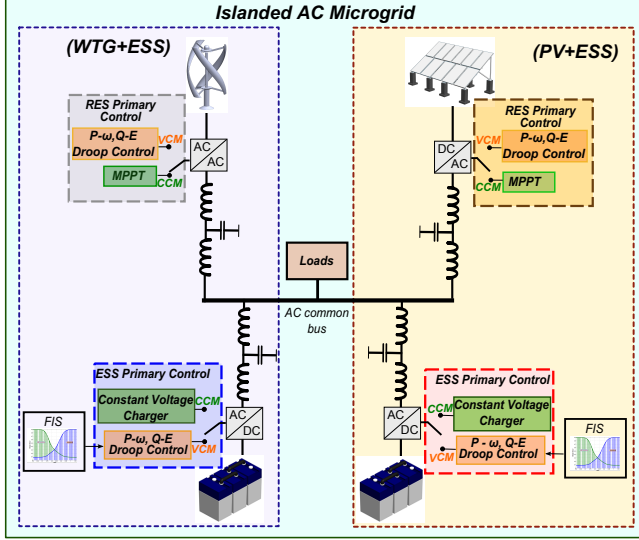 Islanded AC Microgrid
(WTG+ESS)
(PV+ESS)
RES Primary
Control
P-ω,Q-E
Droop Control
VCM
MPPT
CCM
AC
AC
DC
AC
RES Primary
Control
VCM
P-ω,Q-E
Droop Control
CCM
MPPT
Loads
AC common
bus
ESS Primary Control
Constant Voltage
Charger
CCM
FIS
P-ω, Q-E
Droop Control
VCM
AC
DC
AC
DC
ESS Primary Control
CCM
Constant Voltage
Charger
VCM
P - ω, Q-E
Droop Control
FIS